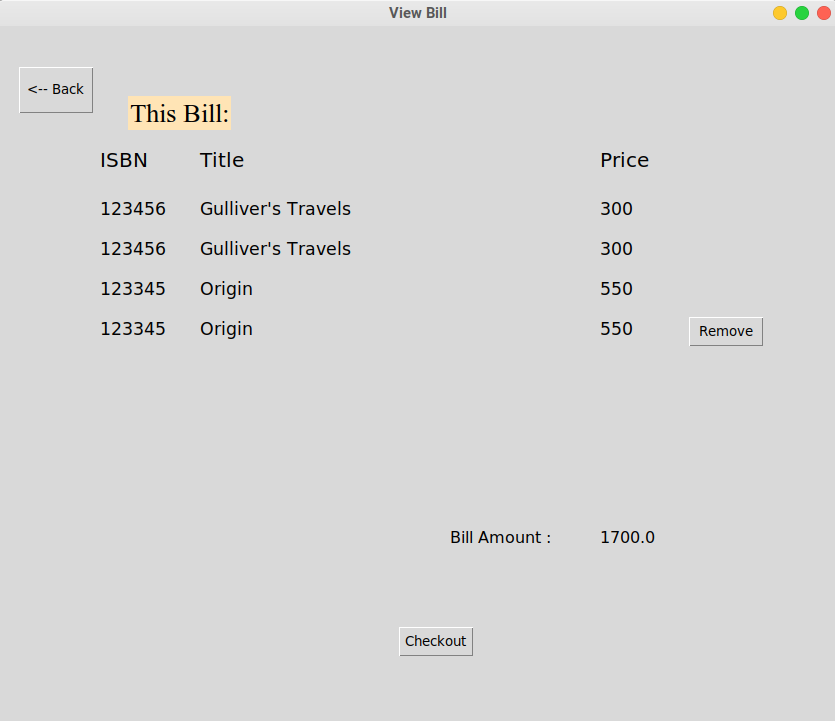 View Bill
<-- Back
This Bill:
ISBN Title Price
123456 Gulliver's Travels 300
123456 Gulliver's Travels 300
123345 Origin 550
123345 Origin 550 Remove
Bill Amount : 1700.0
Checkout